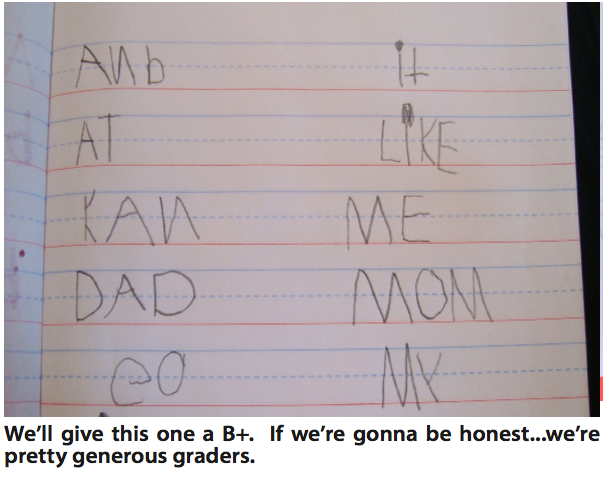 ANb it
AT LIKE
KAN ME
DAD MOM
GO MY
We'll give this one a B+. If we're gonna be honest...we're
pretty generous graders.